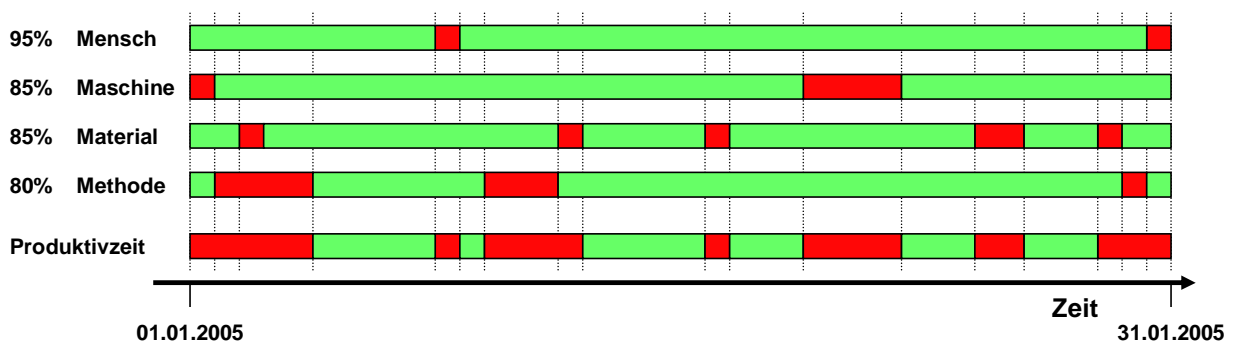 95% Mensch
85% Maschine
85% Material
80% Methode
Produktivzeit
Zeit
01.01.2005
31.01.2005